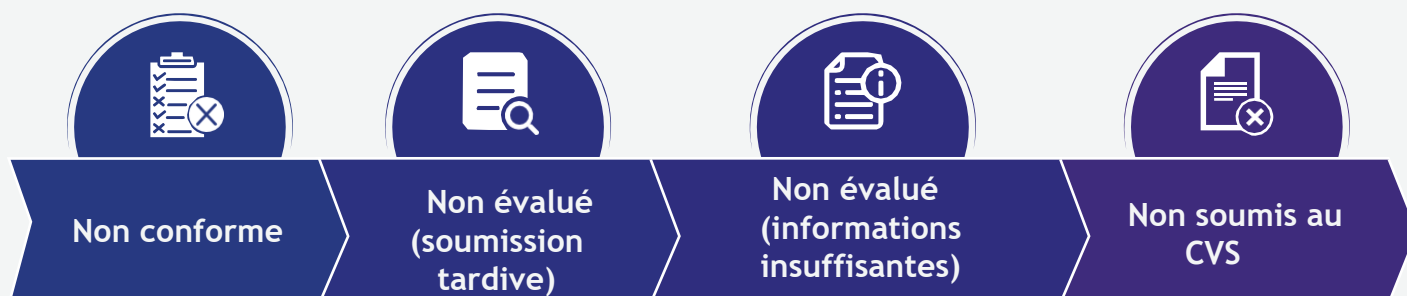 Non conforme
Non évalué
(soumission
tardive)
Non évalué
(informations
insuffisantes)
Non soumis au
CVS